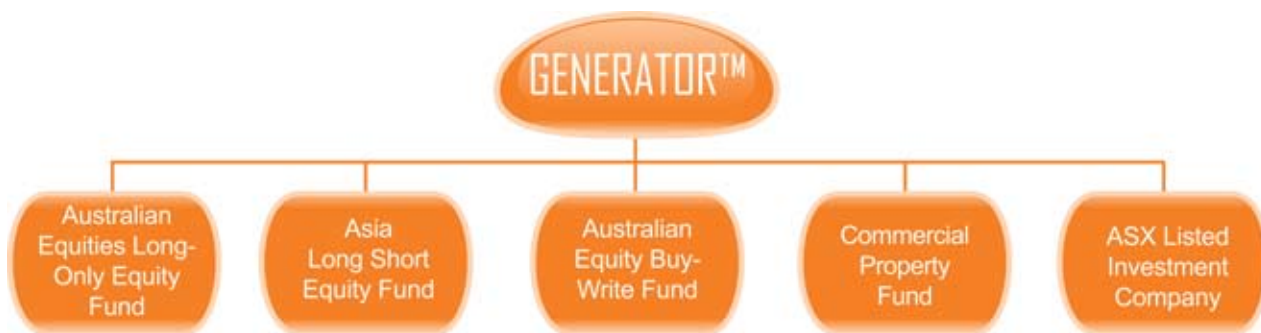 GENERATOR™
Australian
Equities Long-
Only Equity
Fund
Asia
Long Short
Equity Fund
Australian
Equity Buy-
Write Fund
Commercial
Property
Fund
ASX Listed
Investment
Company